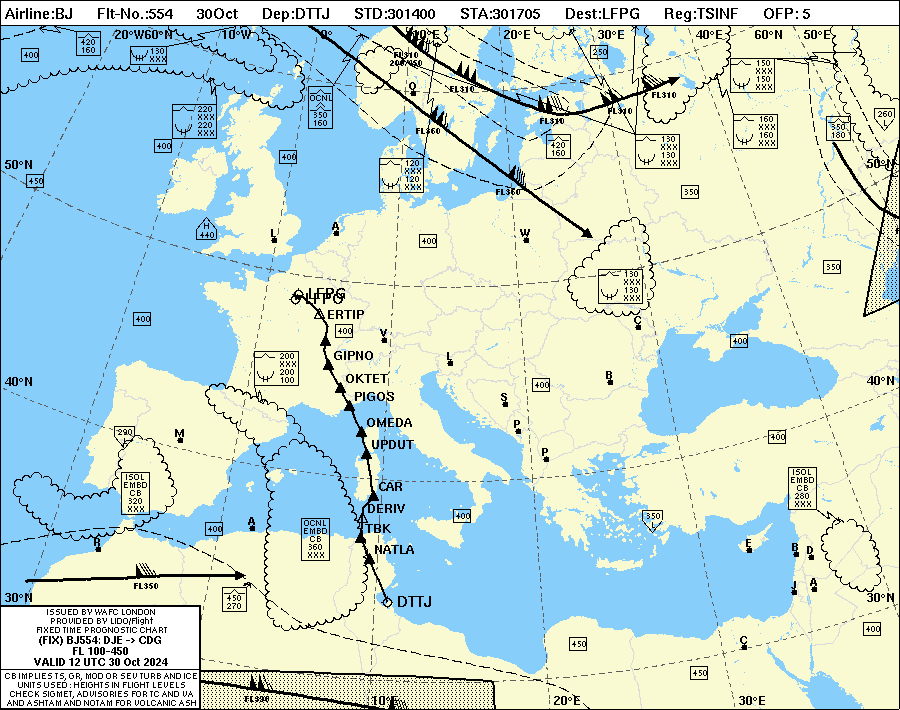 Airline:BJ Flt-No.:554 30Oct Dep:DTTJ STD:301400 STA:301705 Dest:LFPG Reg:TSINF OFP: 5
20°W60°N 10°W 0° 10°E 20°E 30°E 40°E 60°N 50°E
400
420
160
130
XXX
FL310
200/450
250
150 XXX
150 XXX
FL310
FL310
FL310
FL310
O
OCNL
350
160
220
XXX
220
XXX
FL360
400
400
420
160
130
XXX
130
XXX
160
XXX
160
XXX
350
180
260
50°N
50°N
450
120
XXX
120
XXX
FL360
350
H
440
L
A
400
W
350
130
XXX
130
XXX
LFPG
LFPG
ERTIP
400
400
C
V
GIPNO
L
400
200
XXX
200
100
OKTET
PIGOS
40°N
400
B
40°N
S
OMEDA
P
290
M
UPDUT
400
P
ISOL
EMBD
CB
320
XXX
CAR
ISOL
EMBD
CB
280
XXX
DERIV
TBK
400
A
OCNL
EMBD
CB
360
XXX
400
350
L
R
NATLA
E
B
D
FL350
450
270
J
A
30°N
DTTJ
30°N
400
450
C
450
ISSUED BY WAFC LONDON
PROVIDED BY LIDO/Flight
FIXED TIME PROGNOSTIC CHART
(FIX) BJ554: DJE -> CDG
FL 100-450
VALID 12 UTC 30 Oct 2024
CB IMPLIES TS, GR, MOD OR SEV TURB AND ICE
UNITS USED : HEIGHTS IN FLIGHT LEVELS
CHECK SIGMET, ADVISORIES FOR TC AND VA
AND ASHTAM AND NOTAM FOR VOLCANIC ASH
FL390
10°E 20°E 30°E